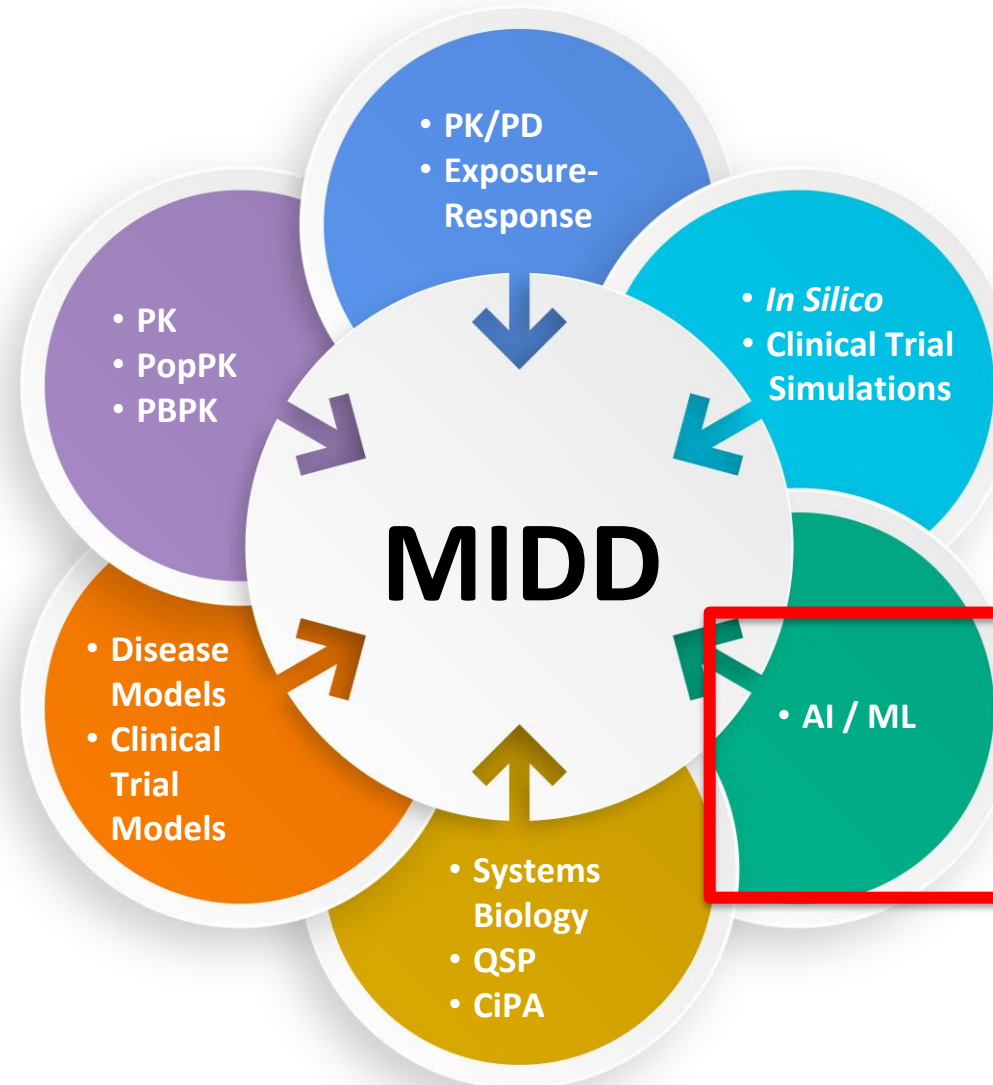 • PK/PD
• Exposure-
Response
• In Silico
• Clinical Trial
Simulations
• PK
• PopPK
• PBPK
MIDD
• AI / ML
• Disease
Models
• Clinical
Trial
Models
• Systems
Biology
• QSP
• CiPA